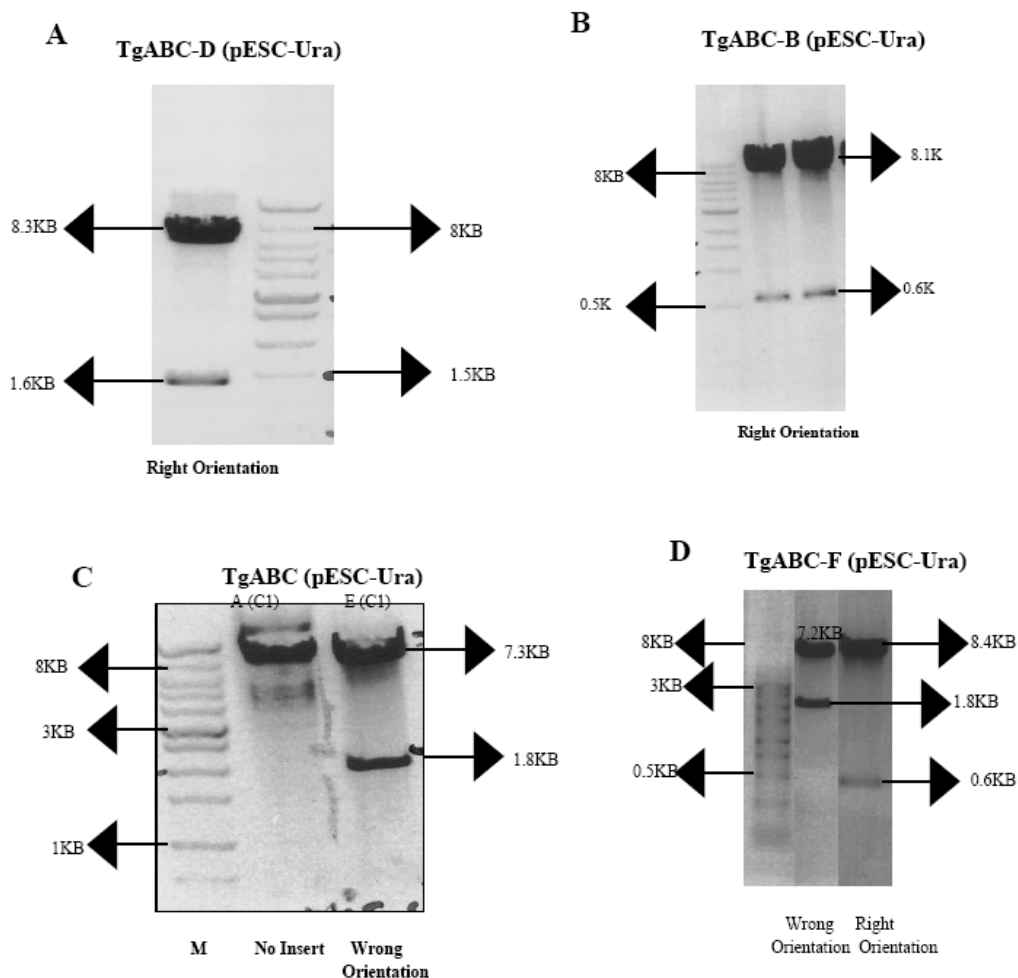 A
TgABC-D (pESC-Ura)
8.3KB
8KB
1.6KB
1.5KB
Right Orientation
B
TgABC-B (pESC-Ura)
8KB
8.1K
0.5K
0.6K
Right Orientation
C
TgABC (pESC-Ura)
A (C1) E (C1)
8KB
7.3KB
3KB
1.8KB
1KB
M No Insert Wrong
Orientation
D
TgABC-F (pESC-Ura)
8KB
7.2KB
8.4KB
3KB
1.8KB
0.5KB
0.6KB
Wrong Right
Orientation Orientation